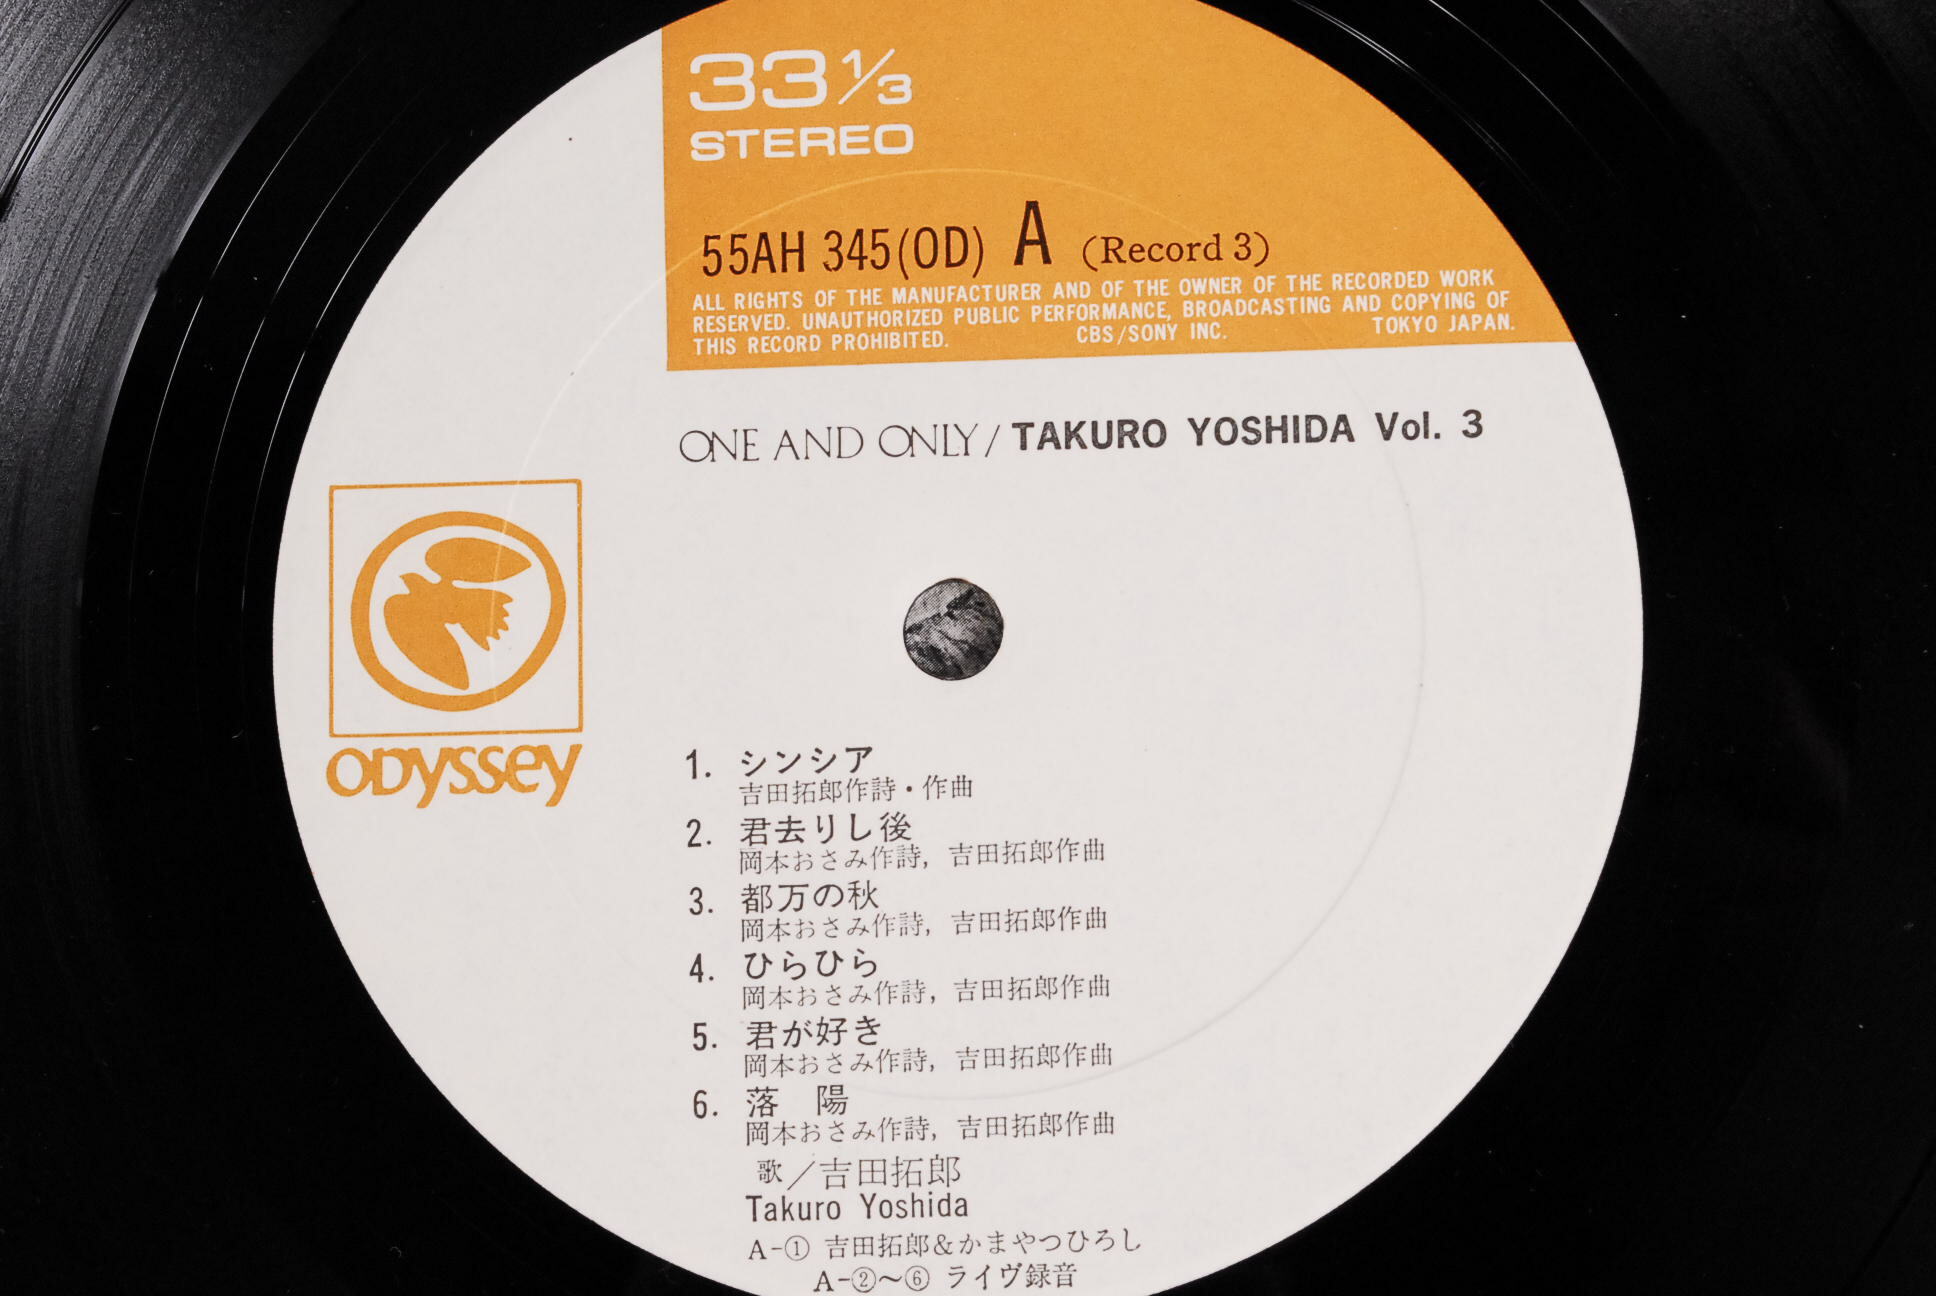 33 1/3
STEREO
55AH 345(OD) A (Record 3)
ALL RIGHTS OF THE MANUFACTURER AND OF THE OWNER OF THE RECORDED WORK
RESERVED. UNAUTHORIZED PUBLIC PERFORMANCE, BROADCASTING AND COPYING OF
THIS RECORD PROHIBITED. CBS/SONY INC. TOKYO JAPAN.
ONE AND ONLY/TAKURO YOSHIDA Vol. 3
ODYSSEY
1. シンシア
吉田拓郎作詩・作曲
2. 君去りし後
岡本おさみ作詩, 吉田拓郎作曲
3. 都万の秋
岡本おさみ作詩, 吉田拓郎作曲
4. ひらひら
岡本おさみ作詩, 吉田拓郎作曲
5. 君が好き
岡本おさみ作詩, 吉田拓郎作曲
6. 落　陽
岡本おさみ作詩, 吉田拓郎作曲
歌／吉田拓郎
Takuro Yoshida
A-① 吉田拓郎&かまやつひろし
A-②～⑥ ライヴ録音